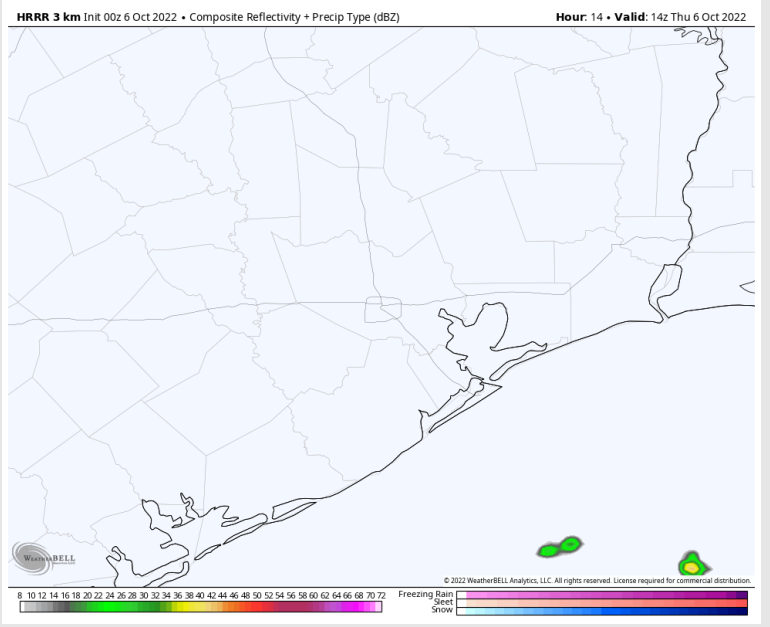 HRRR 3 km Init 00z 6 Oct 2022 • Composite Reflectivity + Precip Type (dBZ)
Hour: 14 • Valid: 14z Thu 6 Oct 2022
WEATHERBELL
© 2022 WeatherBELL Analytics, LLC. All rights reserved. License required for commercial distribution.
8 10 12 14 16 18 20 22 24 26 28 30 32 34 36 38 40 42 44 46 48 50 52 54 56 58 60 62 64 66 68 70 72
Freezing Rain
Sleet
Snow